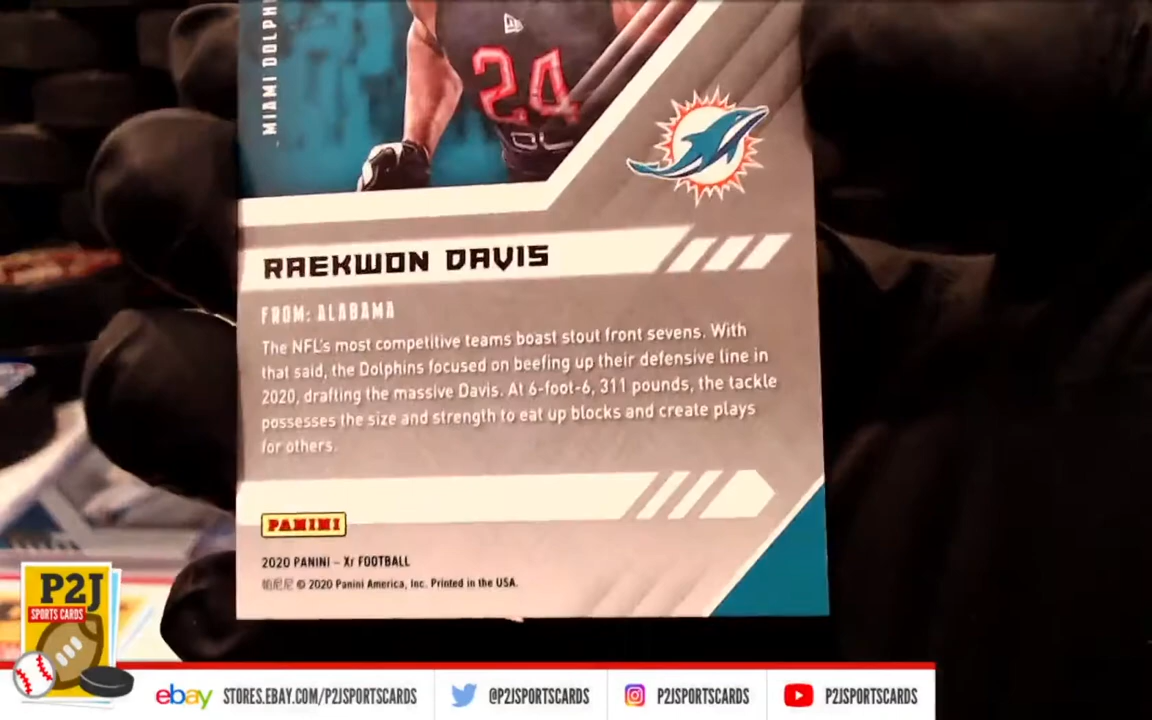 MIAMI DOLPH
24
RAEKWON DAVIS
FROM: ALABAMA
The NFL's most competitive teams boast stout front sevens. With
that said, the Dolphins focused on beefing up their defensive line in
2020, drafting the massive Davis. At 6-foot-6, 311 pounds, the tackle
possesses the size and strength to eat up blocks and create plays
for others.
PANINI
2020 PANINI – Xr FOOTBALL
帕尼尼 © 2020 Panini America, Inc. Printed in the USA.
P2J
SPORTS CARDS
ebay STORES.EBAY.COM/P2JSPORTSCARDS @P2JSPORTSCARDS P2JSPORTSCARDS P2JSPORTSCARDS